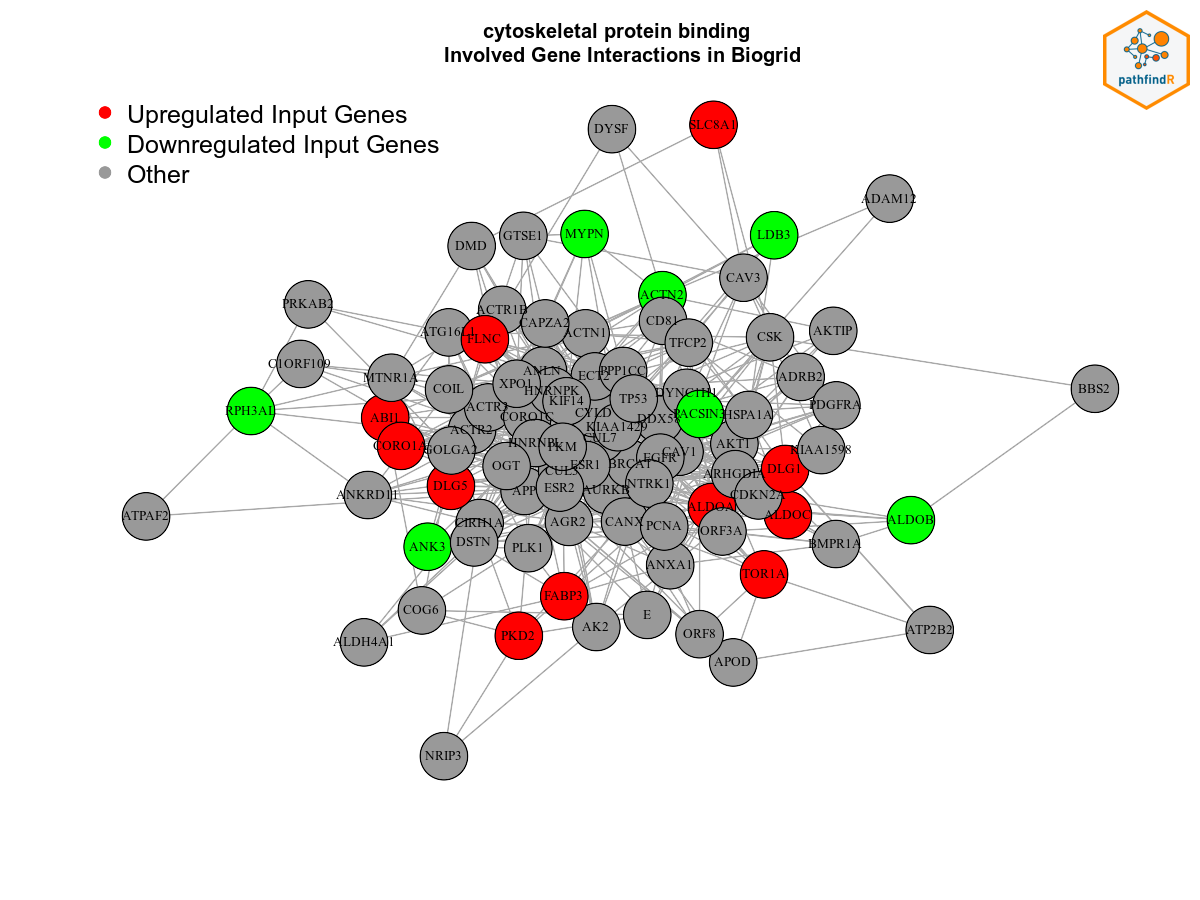 cytoskeletal protein binding
Involved Gene Interactions in Biogrid
pathfindR
Upregulated Input Genes
Downregulated Input Genes
Other
DYSF
SLC8A1
ADAM12
DMD
GTSE1
MYPN
LDB3
CAV3
ACTN2
PRKAB2
ACTR1B
CAPZA2
ACTN1
CD81
TFCP2
CSK
AKTIP
ATG16L1
FLNC
C1ORF109
MTNR1A
COIL
XPO1
ANLN
ECT2
PPP1CC
DYNC1H1
ADRB2
BBS2
RPH3AL
ABI1
HNRNPK
KIF14
TP53
PACSIN3
HSPA1A
PDGFRA
CORO1C
CYLD
KIAA1429
CORO1A
GOLGA2
ACTR2
HNRNPL
PKM
CUL7
AKT1
KIAA1598
OGT
ESR1
BRCA1
EGFR
CAV1
ARHGDIA
DLG1
ANKRD11
DLG5
APP
ESR2
AURKB
NTRK1
CDKN2A
ALDOA
ALDOC
ALDOB
ATPAF2
CIRH1A
DSTN
AGR2
CANX
PCNA
ORF3A
BMPR1A
ANK3
PLK1
ANXA1
TOR1A
COG6
FABP3
E
ALDH4A1
PKD2
AK2
ORF8
APOD
ATP2B2
NRIP3